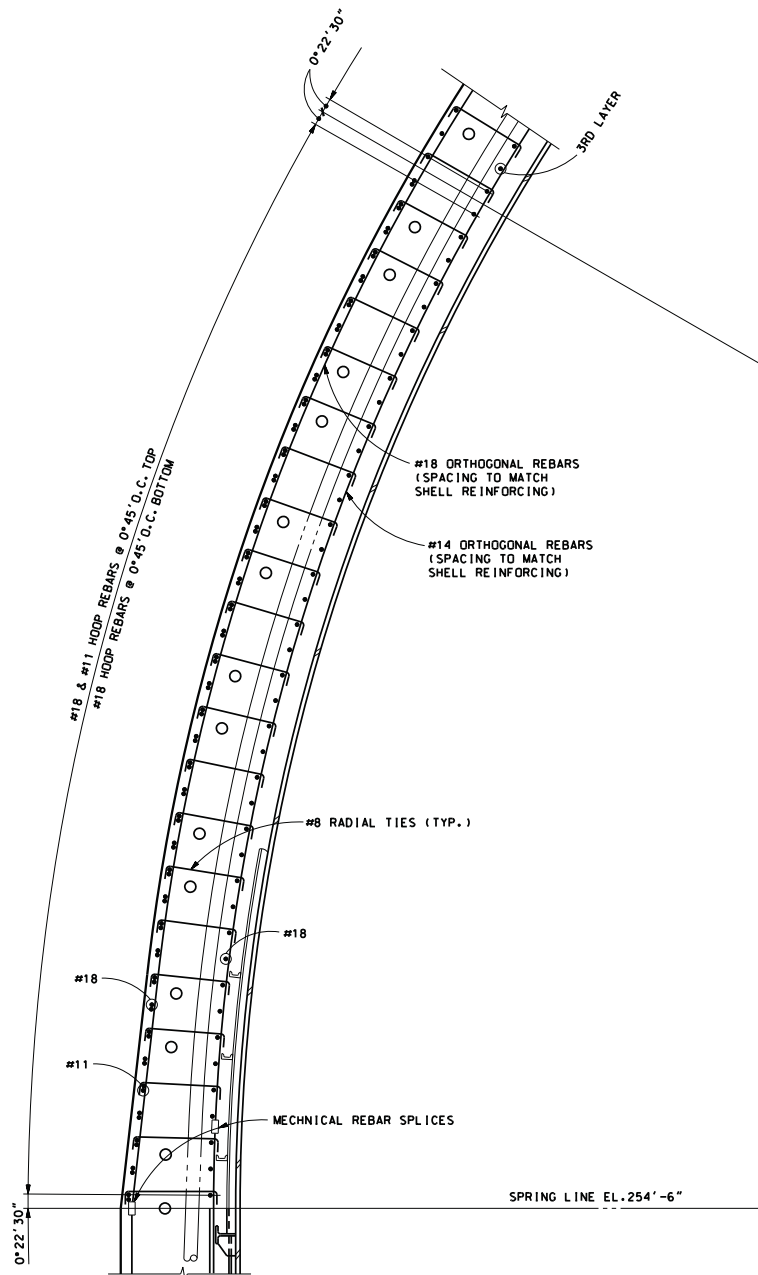 0°22'30"
3RD LAYER
#18 ORTHOGONAL REBARS
(SPACING TO MATCH
SHELL REINFORCING)
#14 ORTHOGONAL REBARS
(SPACING TO MATCH
SHELL REINFORCING)
#18 & #11 HOOP REBARS @ 0°45'O.C. TOP
#18 HOOP REBARS @ 0°45'O.C. BOTTOM
#8 RADIAL TIES (TYP.)
#18
#18
#11
MECHNICAL REBAR SPLICES
SPRING LINE EL.254'-6"
0°22'30"